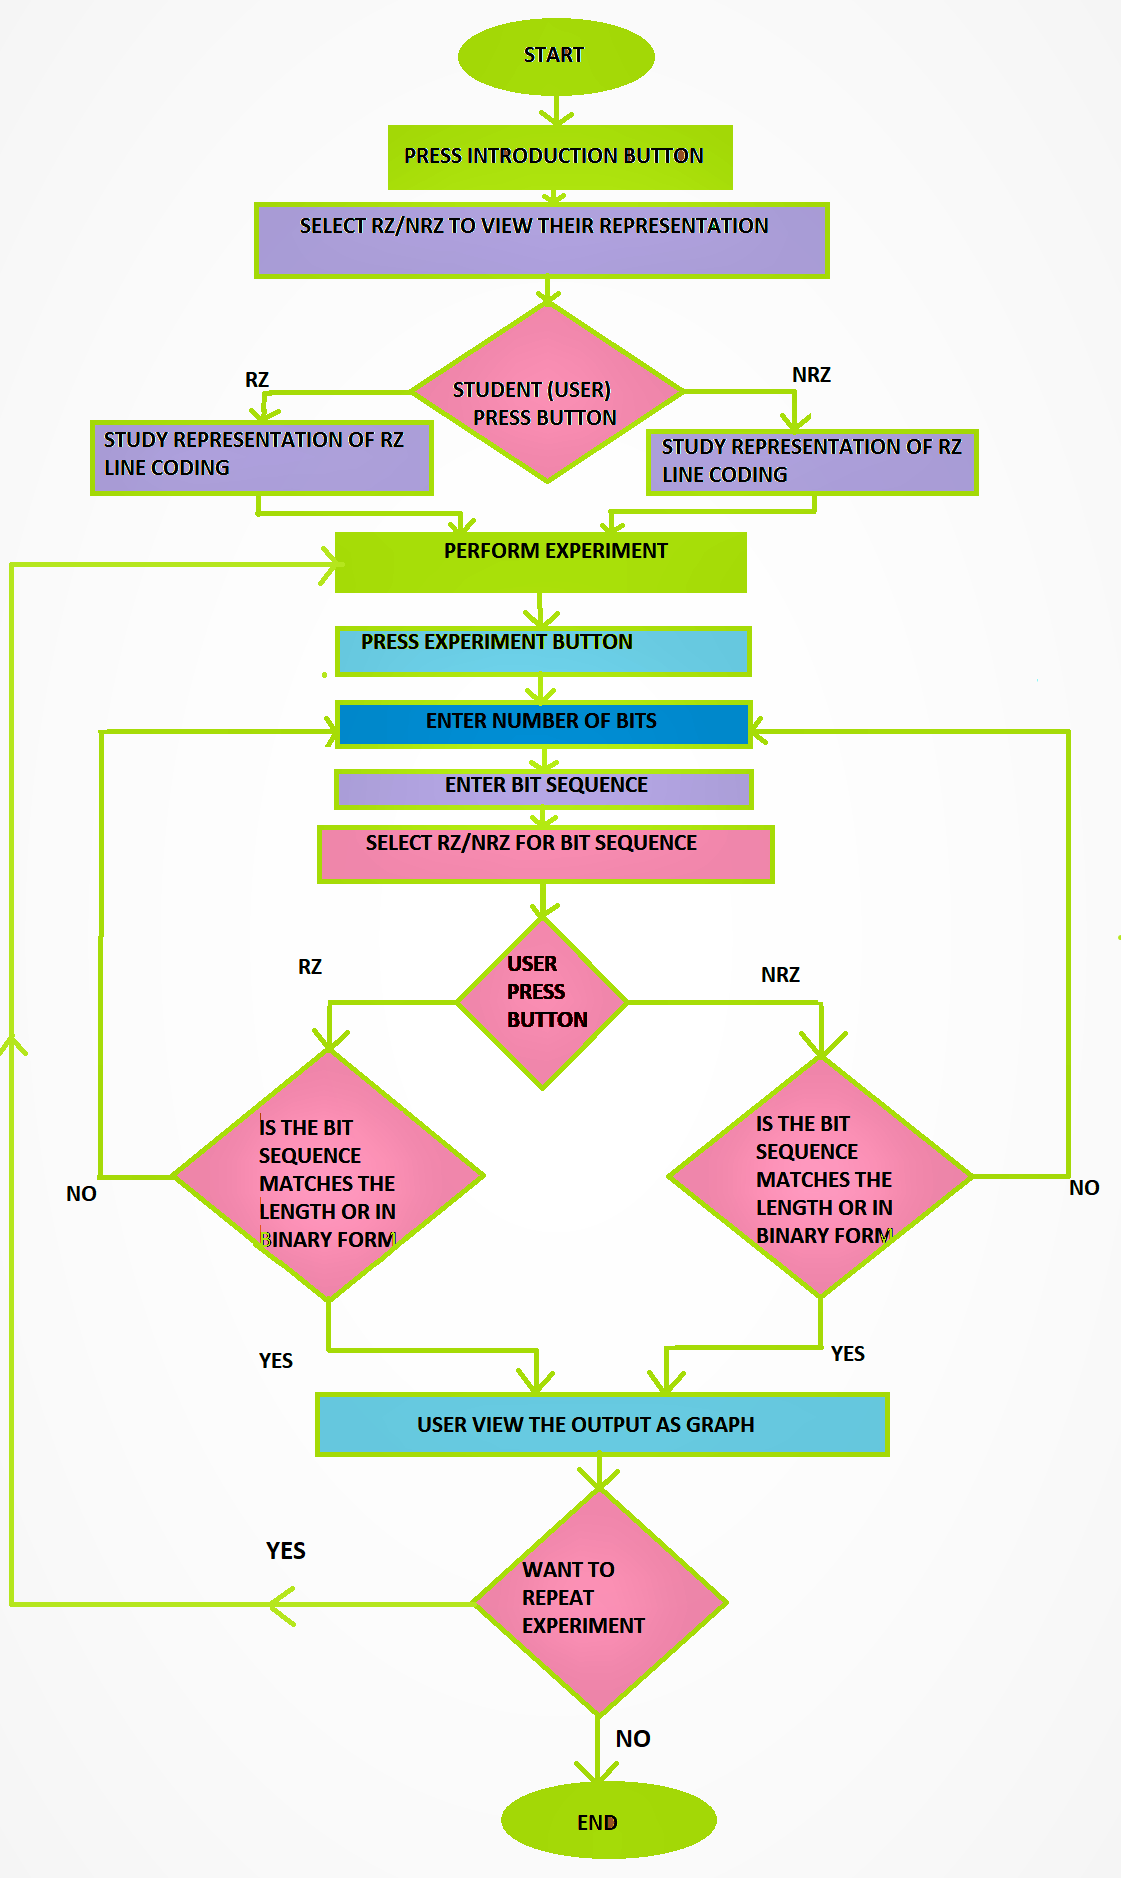 START
PRESS INTRODUCTION BUTTON
SELECT RZ/NRZ TO VIEW THEIR REPRESENTATION
RZ
NRZ
STUDENT (USER)
PRESS BUTTON
STUDY REPRESENTATION OF RZ
LINE CODING
STUDY REPRESENTATION OF RZ
LINE CODING
PERFORM EXPERIMENT
PRESS EXPERIMENT BUTTON
ENTER NUMBER OF BITS
ENTER BIT SEQUENCE
SELECT RZ/NRZ FOR BIT SEQUENCE
RZ
NRZ
USER
PRESS
BUTTON
IS THE BIT
SEQUENCE
MATCHES THE
LENGTH OR IN
BINARY FORM
IS THE BIT
SEQUENCE
MATCHES THE
LENGTH OR IN
BINARY FORM
NO
NO
YES
YES
USER VIEW THE OUTPUT AS GRAPH
YES
WANT TO
REPEAT
EXPERIMENT
NO
END